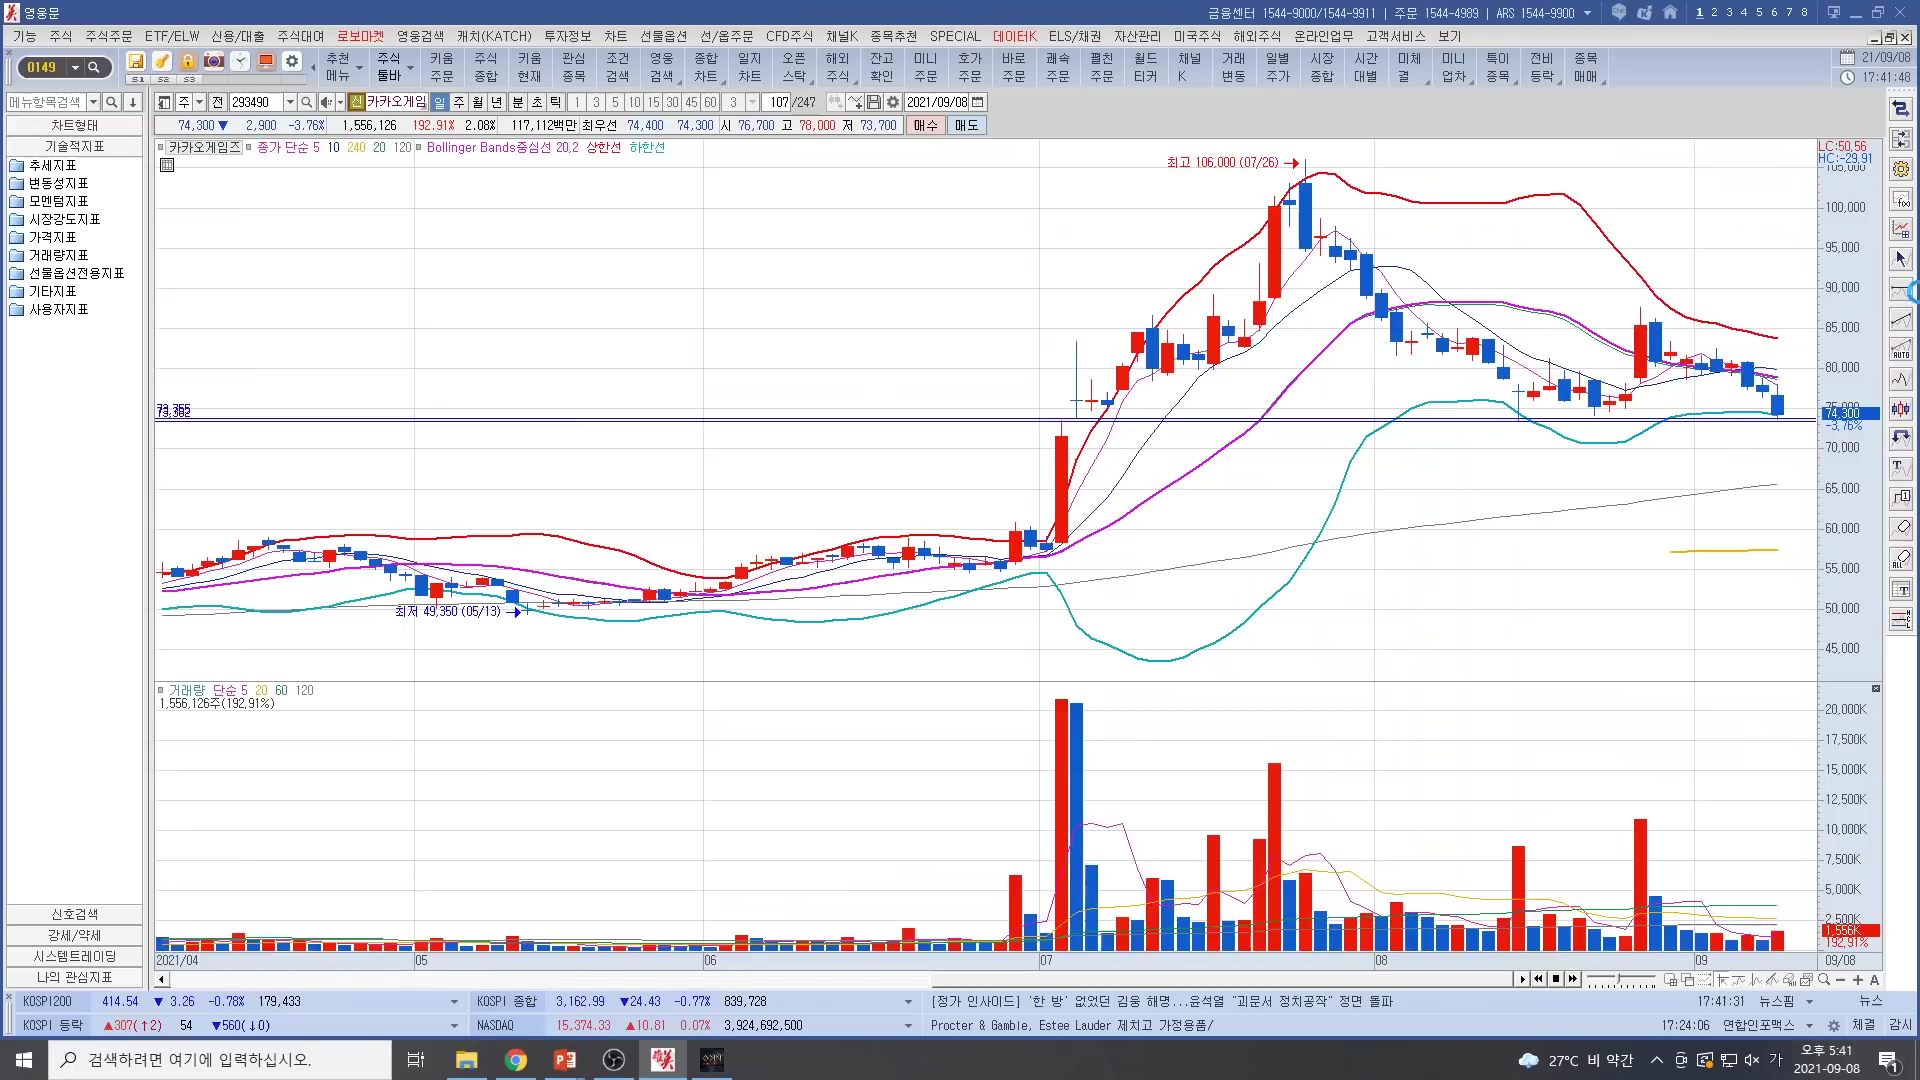 영웅문
금융센터 1544-9000/1544-9911 | 주문 1544-4989 | ARS 1544-9900
1 2 3 4 5 6 7 8
기능 주식 주식주문 ETF/ELW 신용/대출 주식대여 로보마켓 영웅검색 캐치(KATCH) 투자정보 차트 선물옵션 선/옵주문 CFD주식 채널K 종목추천 SPECIAL 데이터K ELS/채권 자산관리 미국주식 해외주식 온라인업무 고객서비스 보기
0149
S1 S2 S3
추천 주식 키움 주식 키움 관심 조건 영웅 종합 일지 오픈 해외 잔고 미니 호가 바로 쾌속 펼친 월드 채널 거래 일별 시장 시간 미체 미니 특이 전비 종목
메뉴 툴바 주문 종합 현재 종목 검색 검색 차트 차트 스탁 주식 확인 주문 주문 주문 주문 주문 티커 K 변동 주가 종합 대별 결 업차 종목 등락 매매
21/09/08
17:41:48
메뉴항목검색
주 전 293490 신 카카오게임 일 주 월 년 분 초 틱 1 3 5 10 15 30 45 60 3 107 /247 2021/09/08
74,300 ▼ 2,900 -3.76% 1,556,126 192.91% 2.08% 117,112백만 최우선 74,400 74,300 시 76,700 고 78,000 저 73,700 매수 매도
차트형태
기술적지표
추세지표
변동성지표
모멘텀지표
시장강도지표
가격지표
거래량지표
선물옵션전용지표
기타지표
사용자지표
신호검색
강세/약세
시스템트레이딩
나의 관심지표
카카오게임즈 종가 단순 5 10 240 20 120 Bollinger Bands중심선 20,2 상한선 하한선
최고 106,000 (07/26)
최저 49,350 (05/13)
LC:50,56
HC:-29,91
105,000
100,000
95,000
90,000
85,000
80,000
75,000
74,300
-3.76%
70,000
65,000
60,000
55,000
50,000
45,000
거래량 단순 5 20 60 120
1,556,126주(192,91%)
20,000K
17,500K
15,000K
12,500K
10,000K
7,500K
5,000K
2,500K
1,556K
192,91%
2021/04 05 06 07 08 09 09/08
KOSPI200 414.54 ▼ 3.26 -0.78% 179,433
KOSPI 종합 3,162.99 ▼24.43 -0.77% 839,728
[정가 인사이드] '한 방' 없었던 김웅 해명...윤석열 "괴문서 정치공작" 정면 돌파 17:41:31 뉴스핌 뉴스
KOSPI 등락 ▲307(↑2) 54 ▼560(↓0)
NASDAQ 15,374.33 ▲10.81 0.07% 3,924,692,500
Procter & Gamble, Estee Lauder 제치고 가정용품/ 17:24:06 연합인포맥스 체결 감시
검색하려면 여기에 입력하십시오.
27°C 비 약간
가
오후 5:41
2021-09-08